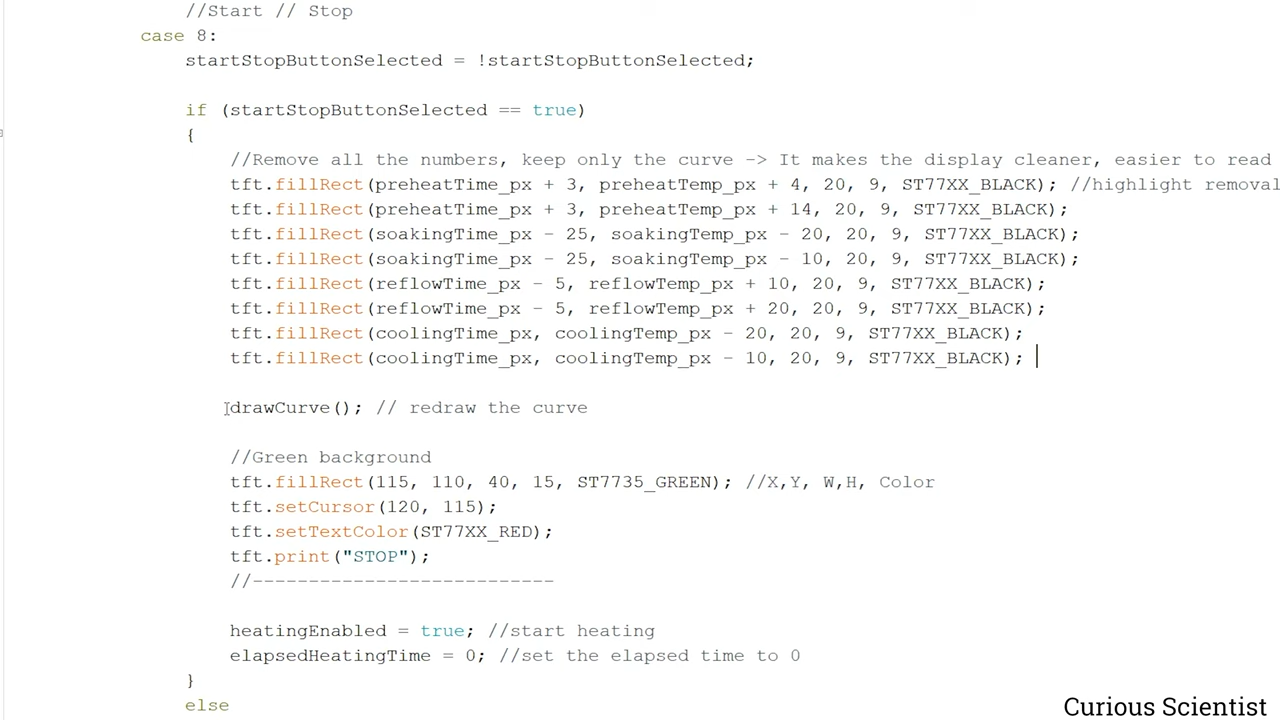 //Start // Stop
case 8:
startStopButtonSelected = !startStopButtonSelected;
if (startStopButtonSelected == true)
{
//Remove all the numbers, keep only the curve -> It makes the display cleaner, easier to read
tft.fillRect(preheatTime_px + 3, preheatTemp_px + 4, 20, 9, ST77XX_BLACK); //highlight removal
tft.fillRect(preheatTime_px + 3, preheatTemp_px + 14, 20, 9, ST77XX_BLACK);
tft.fillRect(soakingTime_px - 25, soakingTemp_px - 20, 20, 9, ST77XX_BLACK);
tft.fillRect(soakingTime_px - 25, soakingTemp_px - 10, 20, 9, ST77XX_BLACK);
tft.fillRect(reflowTime_px - 5, reflowTemp_px + 10, 20, 9, ST77XX_BLACK);
tft.fillRect(reflowTime_px - 5, reflowTemp_px + 20, 20, 9, ST77XX_BLACK);
tft.fillRect(coolingTime_px, coolingTemp_px - 20, 20, 9, ST77XX_BLACK);
tft.fillRect(coolingTime_px, coolingTemp_px - 10, 20, 9, ST77XX_BLACK);
drawCurve(); // redraw the curve
//Green background
tft.fillRect(115, 110, 40, 15, ST7735_GREEN); //X,Y, W,H, Color
tft.setCursor(120, 115);
tft.setTextColor(ST77XX_RED);
tft.print("STOP");
//---------------------------
heatingEnabled = true; //start heating
elapsedHeatingTime = 0; //set the elapsed time to 0
}
else
Curious Scientist